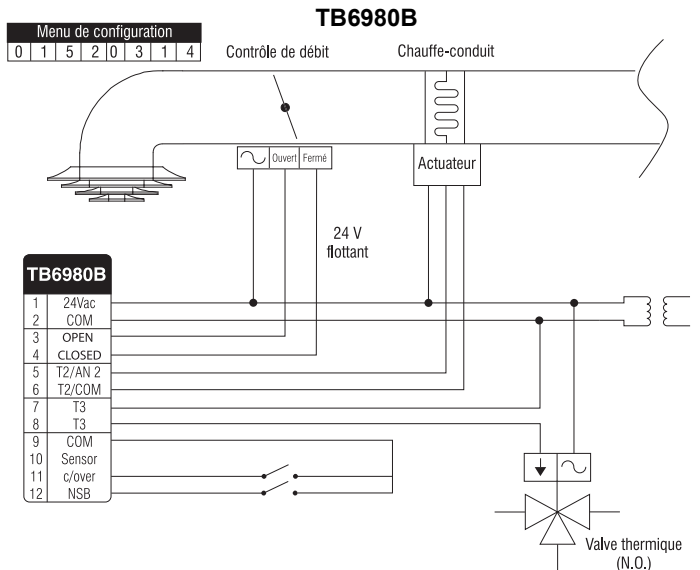 TB6980B
Menu de configuration
0 1 5 2 0 3 1 4
Contrôle de débit
Chauffe-conduit
Ouvert Fermé
Actuateur
24 V
flottant
TB6980B
1 24Vac
2 COM
3 OPEN
4 CLOSED
5 T2/AN 2
6 T2/COM
7 T3
8 T3
9 COM
10 Sensor
11 c/over
12 NSB
Valve thermique
(N.O.)